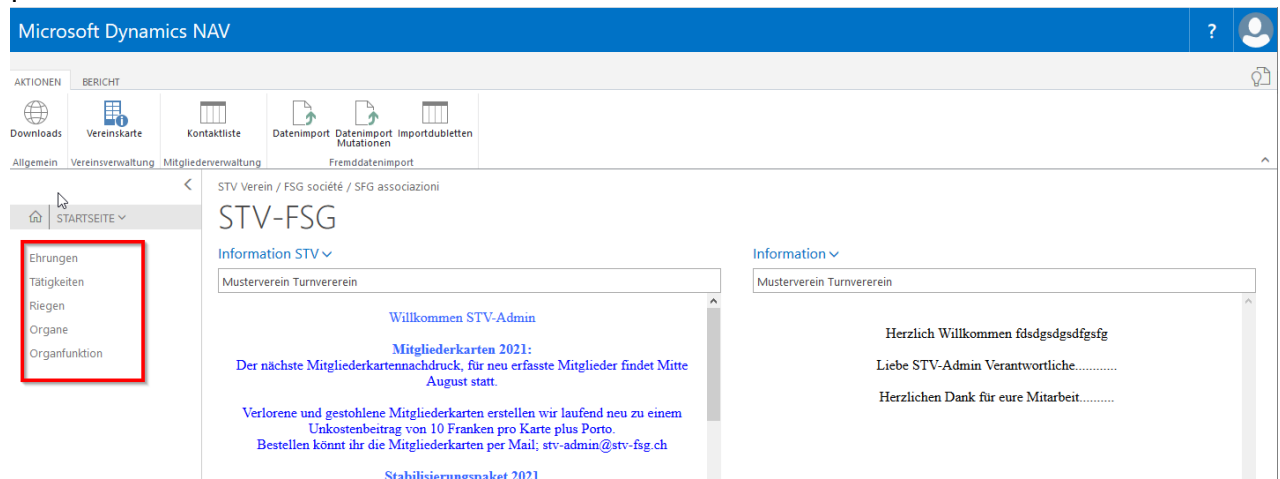 Microsoft Dynamics NAV
?
AKTIONEN BERICHT
Downloads Vereinskarte Kontaktliste Datenimport Datenimport Mutationen Importdubletten
Allgemein Vereinsverwaltung Mitgliederverwaltung Fremddatenimport
STV Verein / FSG société / SFG associazioni
STARTSEITE
STV-FSG
Ehrungen
Tätigkeiten
Riegen
Organe
Organfunktion
Information STV
Musterverein Turnvererein
Willkommen STV-Admin
Mitgliederkarten 2021:
Der nächste Mitgliederkartennachdruck, für neu erfasste Mitglieder findet Mitte
August statt.
Verlorene und gestohlene Mitgliederkarten erstellen wir laufend neu zu einem
Unkostenbeitrag von 10 Franken pro Karte plus Porto.
Bestellen könnt ihr die Mitgliederkarten per Mail; stv-admin@stv-fsg.ch
Stabilisierungspaket 2021
Information
Musterverein Turnvererein
Herzlich Willkommen fdsdgsdgsdfgsfg
Liebe STV-Admin Verantwortliche............
Herzlichen Dank für eure Mitarbeit..........